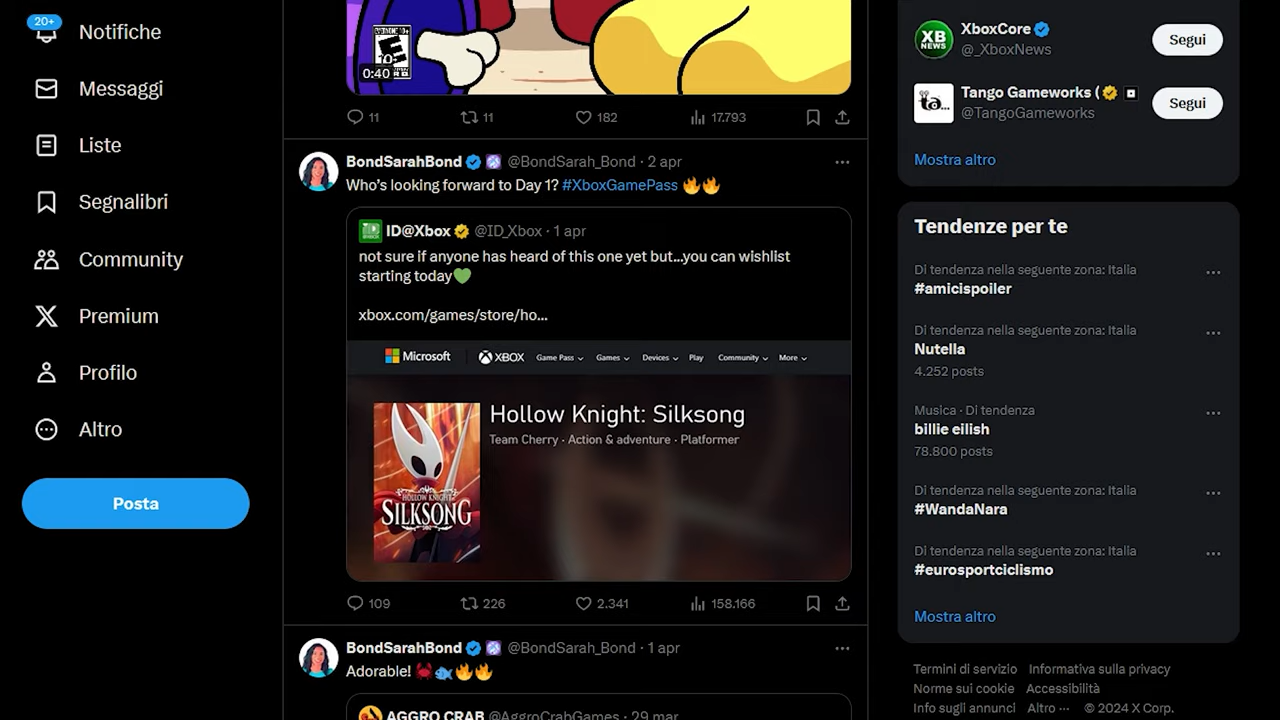 20+
Notifiche
Messaggi
Liste
Segnalibri
Community
Premium
Profilo
Altro
Posta
0:40
11 11 182 17.793
BondSarahBond @BondSarah_Bond · 2 apr
Who's looking forward to Day 1? #XboxGamePass 🔥🔥
ID@Xbox @ID_Xbox · 1 apr
not sure if anyone has heard of this one yet but...you can wishlist
starting today💚
xbox.com/games/store/ho...
Microsoft XBOX Game Pass Games Devices Play Community More
Hollow Knight: Silksong
Team Cherry · Action & adventure · Platformer
HOLLOW KNIGHT
SILKSONG
109 226 2.341 158.166
BondSarahBond @BondSarah_Bond · 1 apr
Adorable! 🦀🐟🔥🔥
AGGRO CRAB @AggroCrabGames · 29 mar
XB
NEWS
XboxCore
@_XboxNews
Segui
Tango Gameworks (
@TangoGameworks
Segui
Mostra altro
Tendenze per te
Di tendenza nella seguente zona: Italia
#amicispoiler
Di tendenza nella seguente zona: Italia
Nutella
4.252 posts
Musica · Di tendenza
billie eilish
78.800 posts
Di tendenza nella seguente zona: Italia
#WandaNara
Di tendenza nella seguente zona: Italia
#eurosportciclismo
Mostra altro
Termini di servizio Informativa sulla privacy
Norme sui cookie Accessibilità
Info sugli annunci Altro ··· © 2024 X Corp.